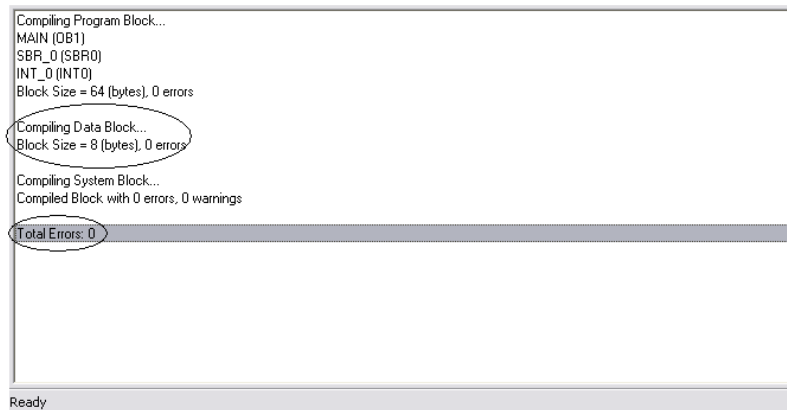 Compiling Program Block...
MAIN (OB1)
SBR_0 (SBR0)
INT_0 (INT0)
Block Size = 64 (bytes), 0 errors
Compiling Data Block...
Block Size = 8 (bytes), 0 errors
Compiling System Block...
Compiled Block with 0 errors, 0 warnings
Total Errors: 0
Ready